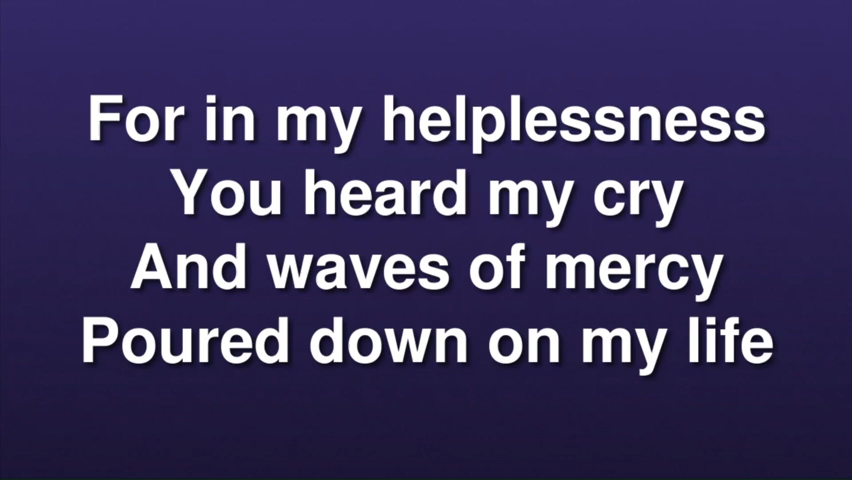 For in my helplessness
You heard my cry
And waves of mercy
Poured down on my life